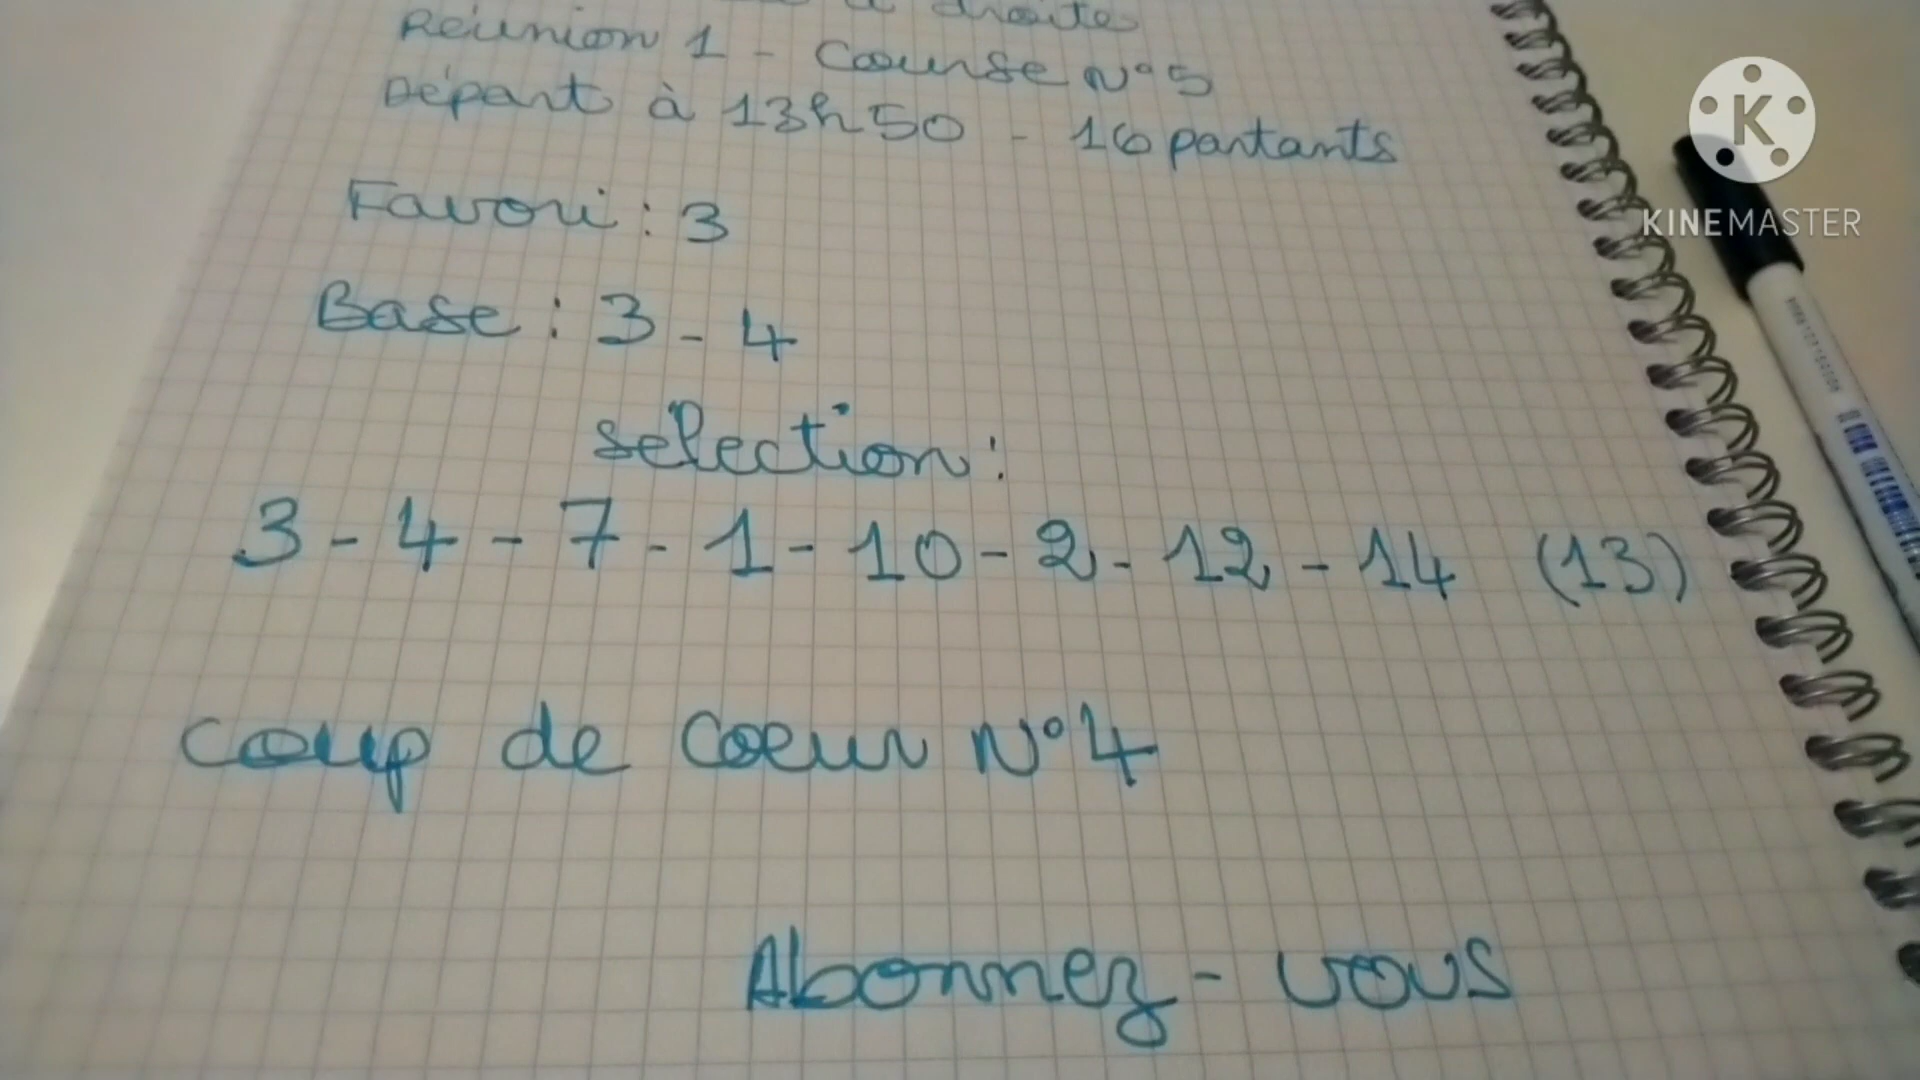 à droite
Réunion 1 - Course N° 5
Départ à 13h50 - 16 partants
Favori : 3
Base : 3 - 4
Sélection :
3 - 4 - 7 - 1 - 10 - 2 - 12 - 14 (13)
Coup de Coeur N° 4
Abonnez - vous
K
KINEMASTER